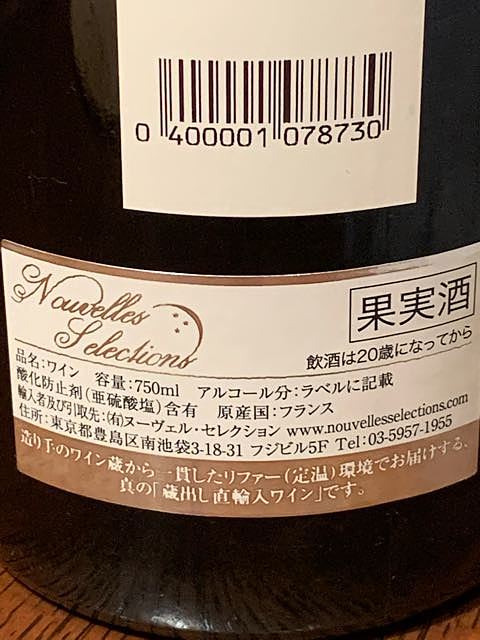 0 400001 078730
Nouvelles
Selections
果実酒
飲酒は20歳になってから
品名:ワイン 容量:750ml アルコール分:ラベルに記載
酸化防止剤(亜硫酸塩)含有 原産国:フランス
輸入者及び引取先:(有)ヌーヴェル・セレクション www.nouvellesselections.com
住所:東京都豊島区南池袋3-18-31 フジビル5F Tel:03-5957-1955
造り手のワイン蔵から一貫したリファー(定温)環境でお届けする、
真の「蔵出し直輸入ワイン」です。